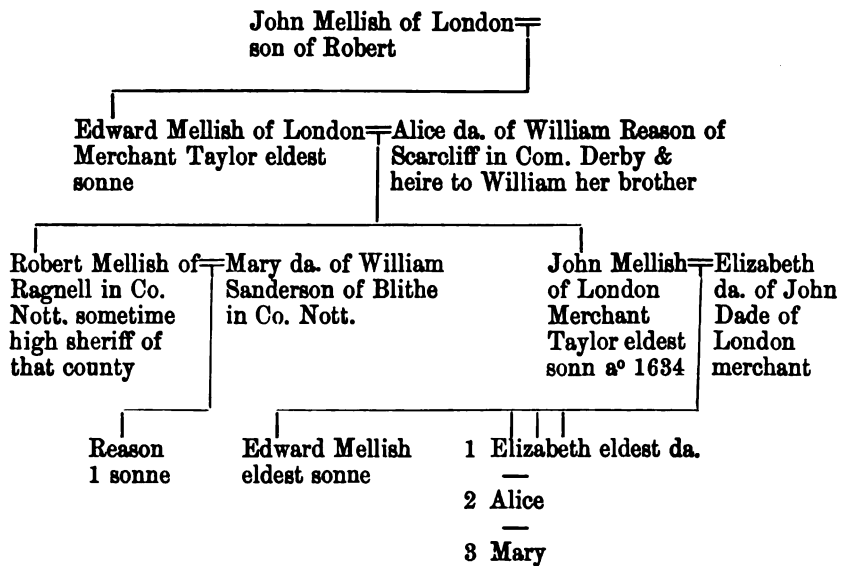 John Mellish of London
son of Robert
Edward Mellish of London
Merchant Taylor eldest
sonne
Alice da. of William Reason of
Scarcliff in Com. Derby &
heire to William her brother
Robert Mellish of
Ragnell in Co.
Nott. sometime
high sheriff of
that county
Mary da. of William
Sanderson of Blithe
in Co. Nott.
John Mellish
of London
Merchant
Taylor eldest
sonn aº 1634
Elizabeth
da. of John
Dade of
London
merchant
Reason
1 sonne
Edward Mellish
eldest sonne
1 Elizabeth eldest da.
2 Alice
3 Mary